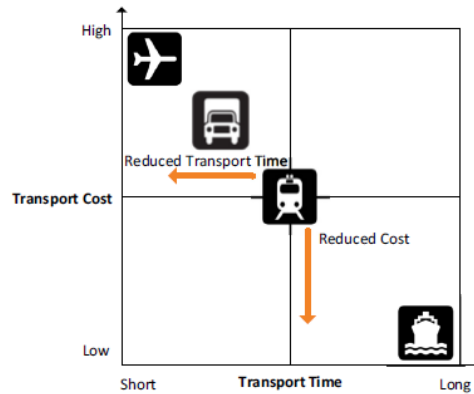 High
Reduced Transport Time
Transport Cost
Reduced Cost
Low
Short
Transport Time
Long